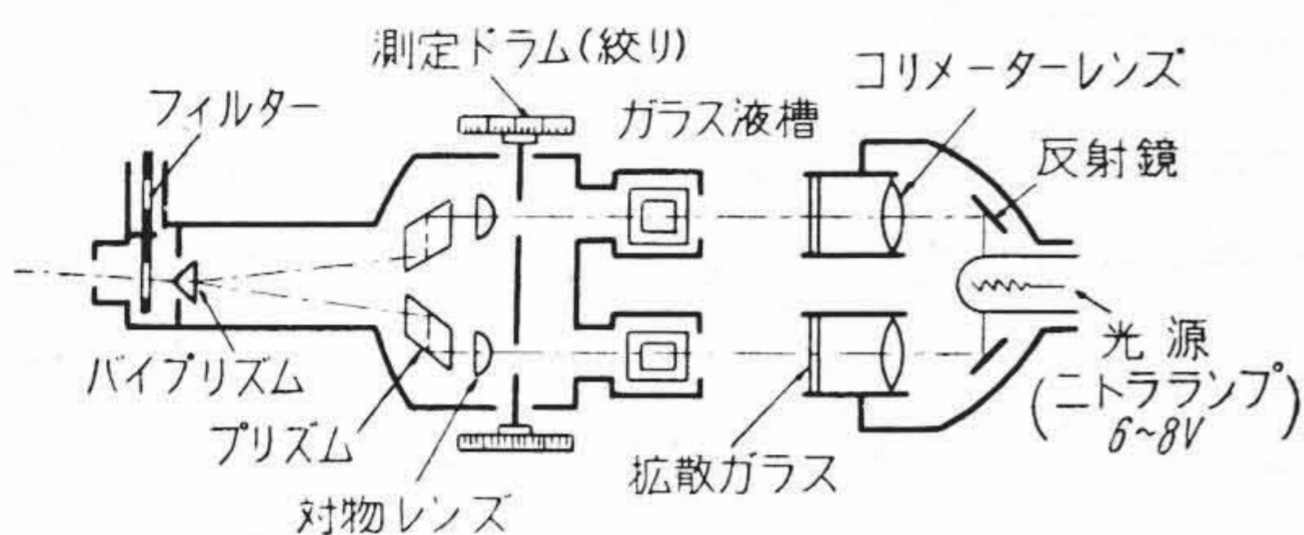 測定ドラム(絞り)
コリメーターレンズ
フィルター
ガラス液槽
反射鏡
バイプリズム
プリズム
対物レンズ
拡散ガラス
光源
(ニトラランプ)
6~8V